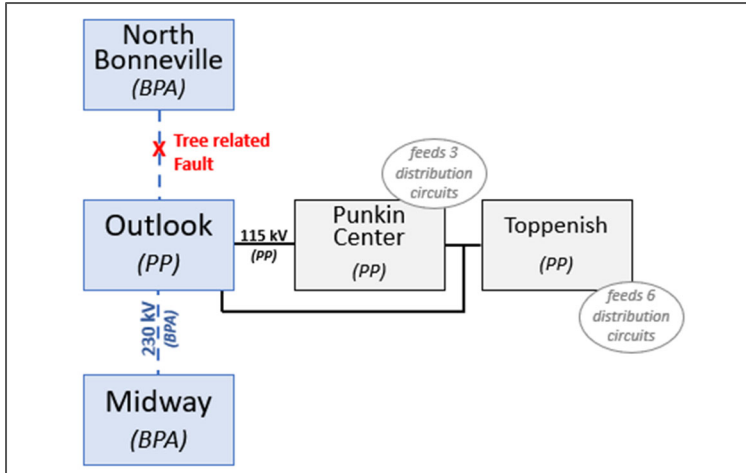 North
Bonneville
(BPA)
X Tree related
Fault
feeds 3
distribution
circuits
Outlook
(PP)
115 kV
(PP)
Punkin
Center
(PP)
Toppenish
(PP)
feeds 6
distribution
circuits
230 kV
(BPA)
Midway
(BPA)